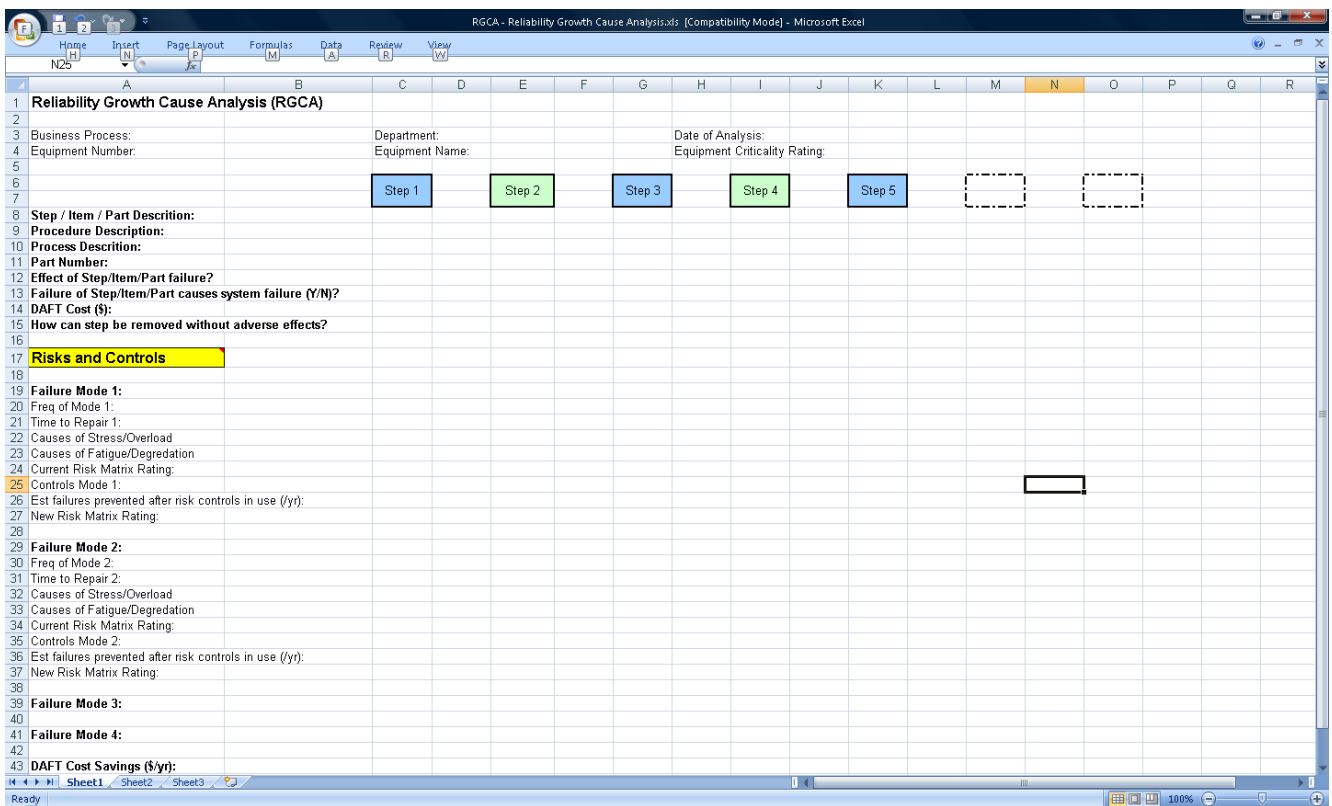 RGCA - Reliability Growth Cause Analysis.xls [Compatibility Mode] - Microsoft Excel
F 1 2 3
Home Insert Page Layout Formulas Data Review View
H N P M A R W
N25 fx
A B C D E F G H I J K L M N O P Q R
1 Reliability Growth Cause Analysis (RGCA)
2
3 Business Process: Department: Date of Analysis:
4 Equipment Number: Equipment Name: Equipment Criticality Rating:
5
6 Step 1 Step 2 Step 3 Step 4 Step 5
7
8 Step / Item / Part Descrition:
9 Procedure Description:
10 Process Descrition:
11 Part Number:
12 Effect of Step/Item/Part failure?
13 Failure of Step/Item/Part causes system failure (Y/N)?
14 DAFT Cost ($):
15 How can step be removed without adverse effects?
16
17 Risks and Controls
18
19 Failure Mode 1:
20 Freq of Mode 1:
21 Time to Repair 1:
22 Causes of Stress/Overload
23 Causes of Fatigue/Degredation
24 Current Risk Matrix Rating:
25 Controls Mode 1:
26 Est failures prevented after risk controls in use (/yr):
27 New Risk Matrix Rating:
28
29 Failure Mode 2:
30 Freq of Mode 2:
31 Time to Repair 2:
32 Causes of Stress/Overload
33 Causes of Fatigue/Degredation
34 Current Risk Matrix Rating:
35 Controls Mode 2:
36 Est failures prevented after risk controls in use (/yr):
37 New Risk Matrix Rating:
38
39 Failure Mode 3:
40
41 Failure Mode 4:
42
43 DAFT Cost Savings ($/yr):
Sheet1 Sheet2 Sheet3
Ready 100%